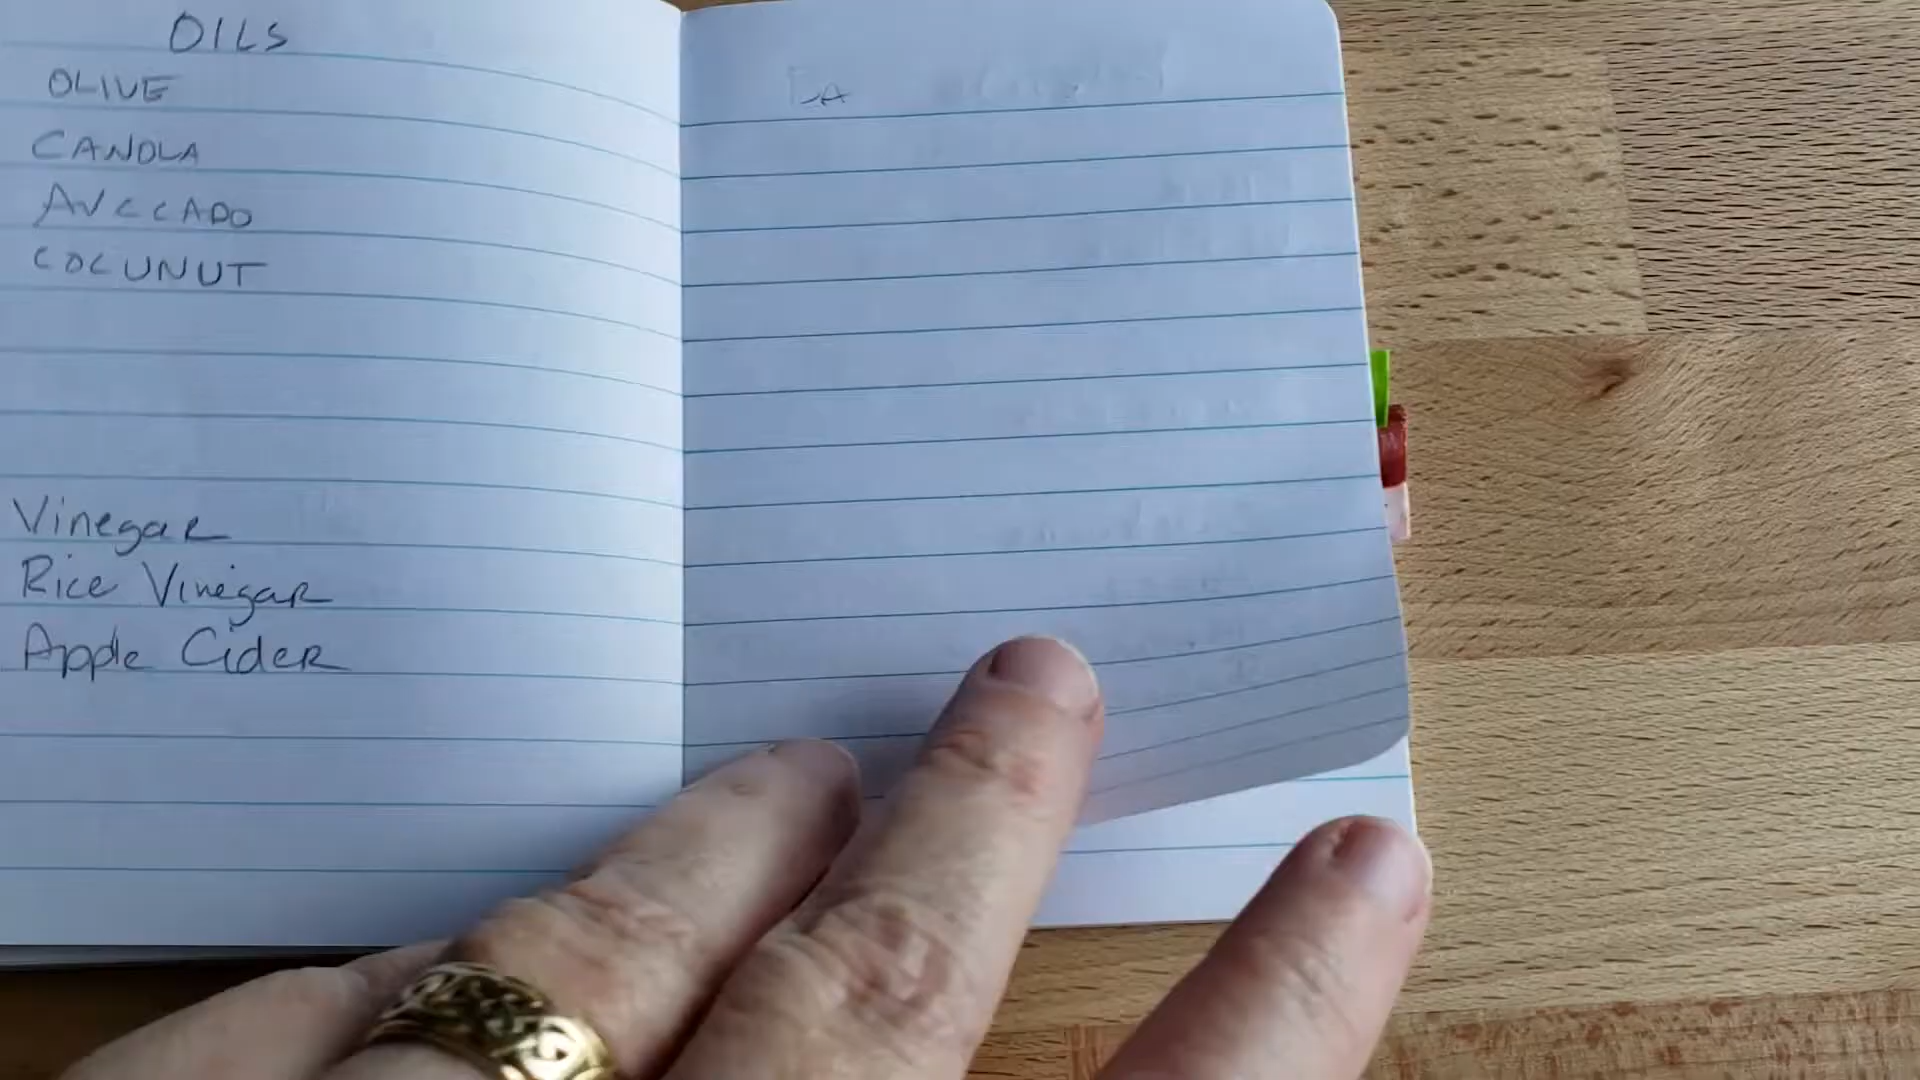 OILS
OLIVE
CANOLA
AVCCADO
COCUNUT
Vinegar
Rice Vinegar
Apple Cider